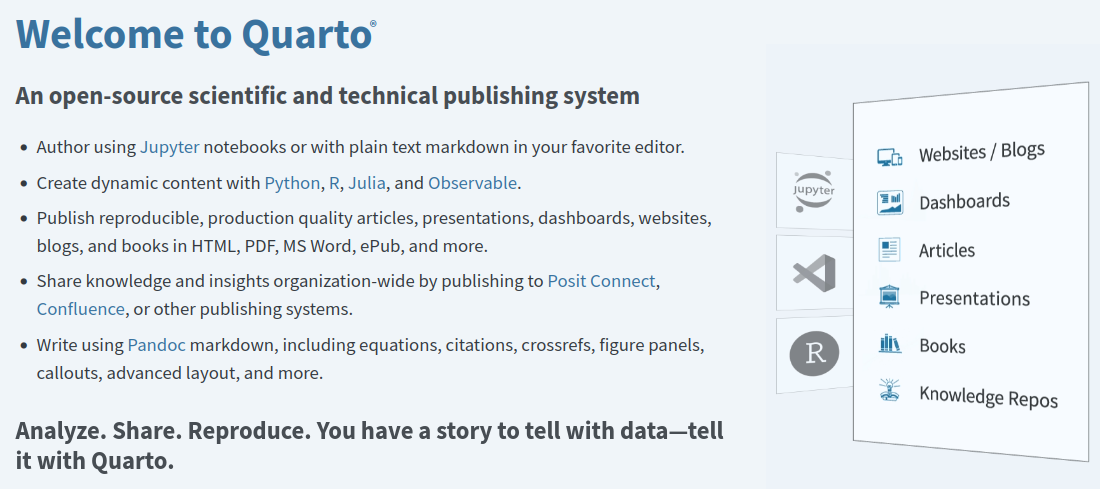 Welcome to Quarto®
An open-source scientific and technical publishing system
• Author using Jupyter notebooks or with plain text markdown in your favorite editor.
• Create dynamic content with Python, R, Julia, and Observable.
• Publish reproducible, production quality articles, presentations, dashboards, websites,
blogs, and books in HTML, PDF, MS Word, ePub, and more.
• Share knowledge and insights organization-wide by publishing to Posit Connect,
Confluence, or other publishing systems.
• Write using Pandoc markdown, including equations, citations, crossrefs, figure panels,
callouts, advanced layout, and more.
Analyze. Share. Reproduce. You have a story to tell with data—tell
it with Quarto.
Jupyter
R
Websites / Blogs
Dashboards
Articles
Presentations
Books
Knowledge Repos